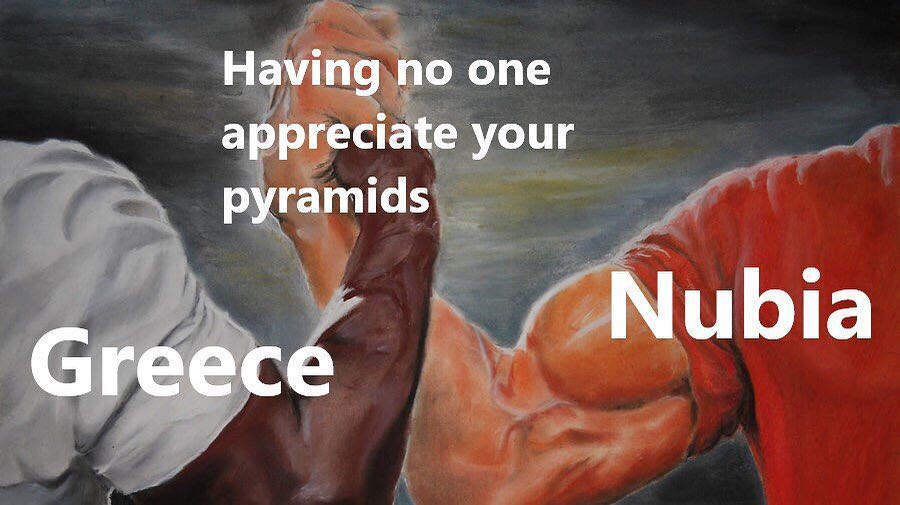 Having no one
appreciate your
pyramids
Greece
Nubia